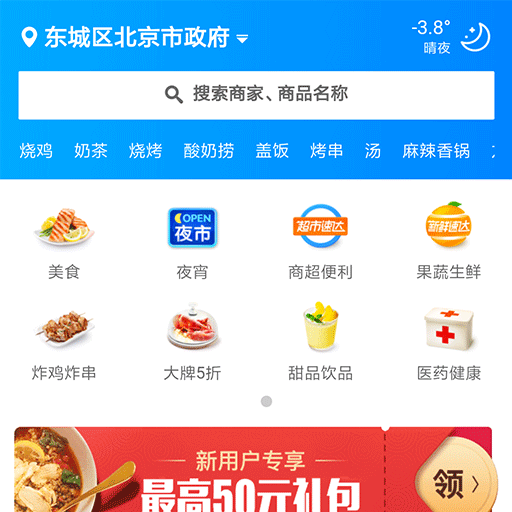 东城区北京市政府
-3.8°
晴夜
搜索商家、商品名称
烧鸡 奶茶 烧烤 酸奶捞 盖饭 烤串 汤 麻辣香锅
OPEN
夜市
超市速达
新鲜速达
美食 夜宵 商超便利 果蔬生鲜
炸鸡炸串 大牌5折 甜品饮品 医药健康
新用户专享
最高50元礼包
领